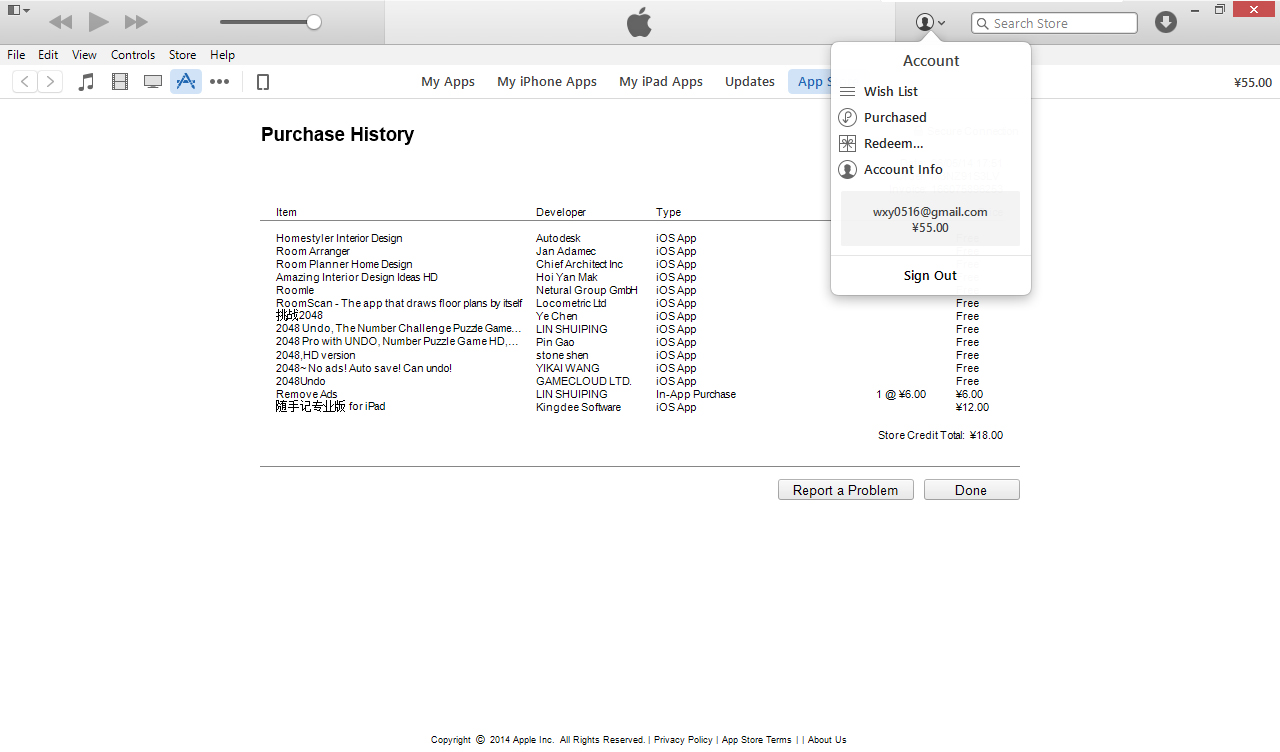 Search Store
File Edit View Controls Store Help
My Apps My iPhone Apps My iPad Apps Updates App S ¥55.00
Account
Wish List
Purchased
Redeem...
Account Info
wxy0516@gmail.com
¥55.00
Sign Out
Purchase History
Item Developer Type
Homestyler Interior Design Autodesk iOS App
Room Arranger Jan Adamec iOS App
Room Planner Home Design Chief Architect Inc iOS App
Amazing Interior Design Ideas HD Hoi Yan Mak iOS App
Roomle Netural Group GmbH iOS App
RoomScan - The app that draws floor plans by itself Locometric Ltd iOS App Free
挑战2048 Ye Chen iOS App Free
2048 Undo, The Number Challenge Puzzle Game... LIN SHUIPING iOS App Free
2048 Pro with UNDO, Number Puzzle Game HD,... Pin Gao iOS App Free
2048,HD version stone shen iOS App Free
2048~ No ads! Auto save! Can undo! YIKAI WANG iOS App Free
2048Undo GAMECLOUD LTD. iOS App Free
Remove Ads LIN SHUIPING In-App Purchase 1 @ ¥6.00 ¥6.00
随手记专业版 for iPad Kingdee Software iOS App ¥12.00
Store Credit Total: ¥18.00
Report a Problem Done
Copyright © 2014 Apple Inc. All Rights Reserved. | Privacy Policy | App Store Terms | | About Us